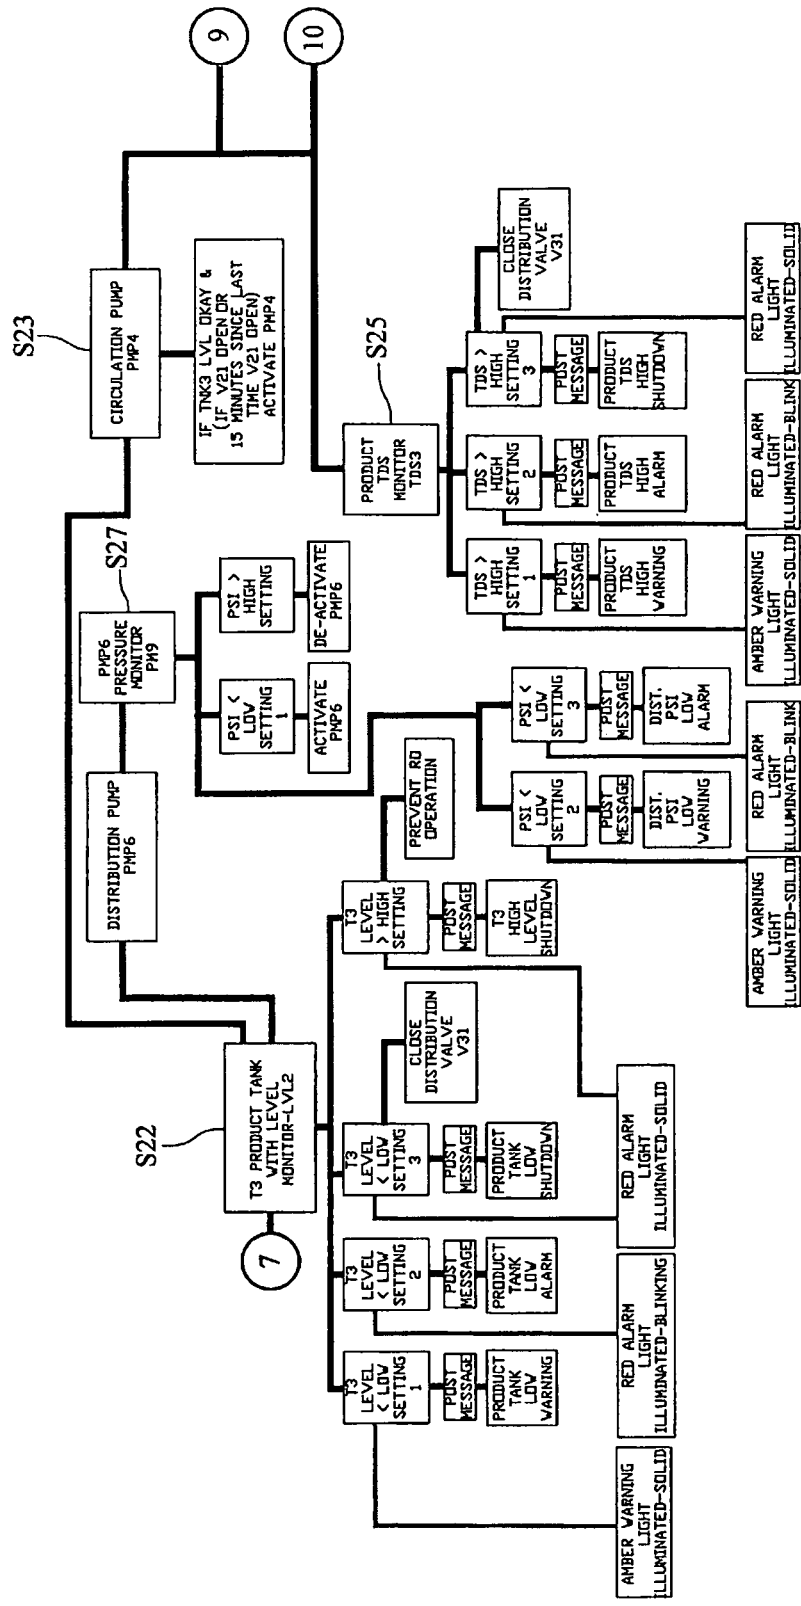 9
10
S23
CIRCULATION PUMP
PMP4
IF TNK3 LVL OKAY &
(IF V21 OPEN OR
15 MINUTES SINCE LAST
TIME V21 OPEN)
ACTIVATE PMP4
S27
PMP6
PRESSURE
MONITOR
PM9
DISTRIBUTION PUMP
PMP6
PSI <
LOW
SETTING
1
ACTIVATE
PMP6
PSI >
HIGH
SETTING
DE-ACTIVATE
PMP6
S22
T3 PRODUCT TANK
WITH LEVEL
MONITOR-LVL2
7
T3
LEVEL
< LOW
SETTING
1
POST
MESSAGE
PRODUCT
TANK
LOW
WARNING
AMBER WARNING
LIGHT
ILLUMINATED-SOLID
T3
LEVEL
< LOW
SETTING
2
POST
MESSAGE
PRODUCT
TANK
LOW
ALARM
RED ALARM
LIGHT
ILLUMINATED-BLINKING
T3
LEVEL
< LOW
SETTING
3
POST
MESSAGE
PRODUCT
TANK
LOW
SHUTDOWN
CLOSE
DISTRIBUTION
VALVE
V31
RED ALARM
LIGHT
ILLUMINATED-SOLID
T3
LEVEL
> HIGH
SETTING
POST
MESSAGE
T3
HIGH
LEVEL
SHUTDOWN
PREVENT RO
OPERATION
PSI <
LOW
SETTING
2
POST
MESSAGE
DIST.
PSI
LOW
WARNING
AMBER WARNING
LIGHT
ILLUMINATED-SOLID
PSI <
LOW
SETTING
3
POST
MESSAGE
DIST.
PSI
LOW
ALARM
RED ALARM
LIGHT
ILLUMINATED-BLINK
S25
PRODUCT
TDS
MONITOR
TDS3
TDS >
HIGH
SETTING
1
POST
MESSAGE
PRODUCT
TDS
HIGH
WARNING
AMBER WARNING
LIGHT
ILLUMINATED-SOLID
TDS >
HIGH
SETTING
2
POST
MESSAGE
PRODUCT
TDS
HIGH
ALARM
RED ALARM
LIGHT
ILLUMINATED-BLINK
TDS >
HIGH
SETTING
3
POST
MESSAGE
PRODUCT
TDS
HIGH
SHUTDOWN
CLOSE
DISTRIBUTION
VALVE
V31
RED ALARM
LIGHT
ILLUMINATED-SOLID